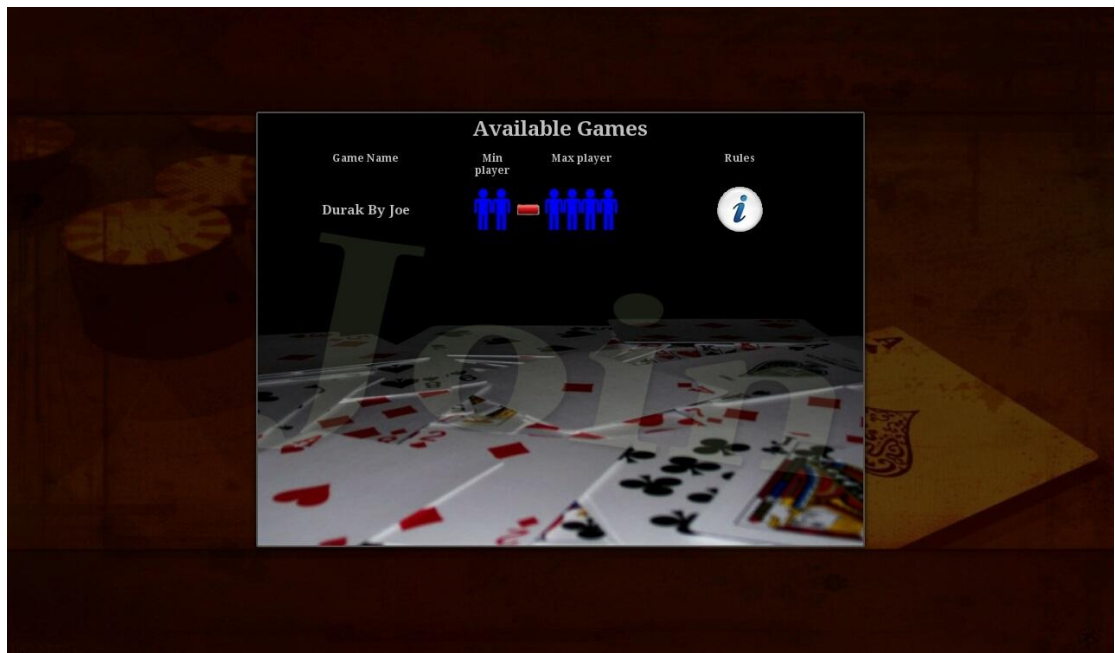 Available Games
Game Name
Min
player
Max player
Rules
Durak By Joe
i
Join